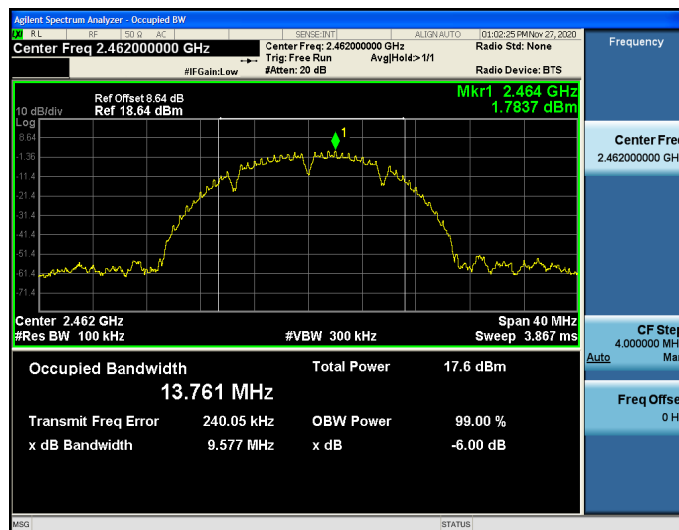 Agilent Spectrum Analyzer - Occupied BW
LXI RL RF 50 Ω AC SENSE:INT ALIGN AUTO 01:02:25 PM Nov 27, 2020
Center Freq 2.462000000 GHz
Center Freq: 2.462000000 GHz Radio Std: None
Trig: Free Run Avg|Hold:>1/1
#IFGain:Low #Atten: 20 dB Radio Device: BTS
Frequency
Mkr1 2.464 GHz
1.7837 dBm
Ref Offset 8.64 dB
10 dB/div Ref 18.64 dBm
Log
8.64
-1.36
-11.4
-21.4
-31.4
-41.4
-51.4
-61.4
-71.4
1
Center 2.462 GHz Span 40 MHz
#Res BW 100 kHz #VBW 300 kHz Sweep 3.867 ms
Occupied Bandwidth Total Power 17.6 dBm
13.761 MHz
Transmit Freq Error 240.05 kHz OBW Power 99.00 %
x dB Bandwidth 9.577 MHz x dB -6.00 dB
Center Fre
2.462000000 GH
CF Step
4.000000 MH
Auto Ma
Freq Offse
0 H
MSG STATUS